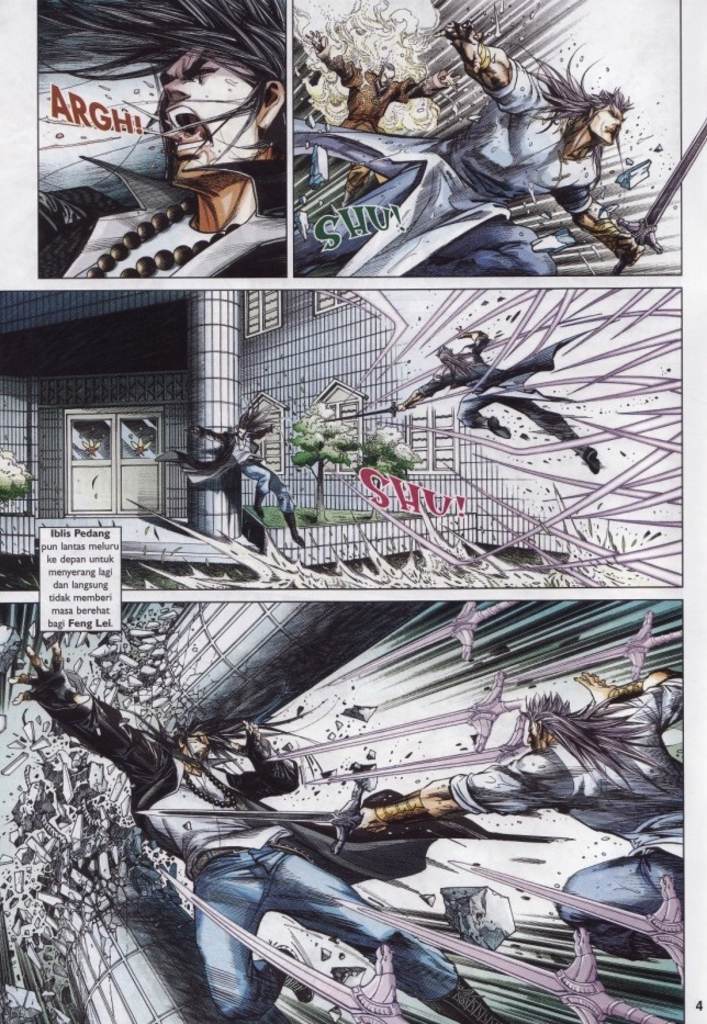 ARGH!
SHU!
SHU!
Iblis Pedang
pun lantas meluru
ke depan untuk
menyerang lagi
dan langsung
tidak memberi
masa berehat
bagi Feng Lei.
4